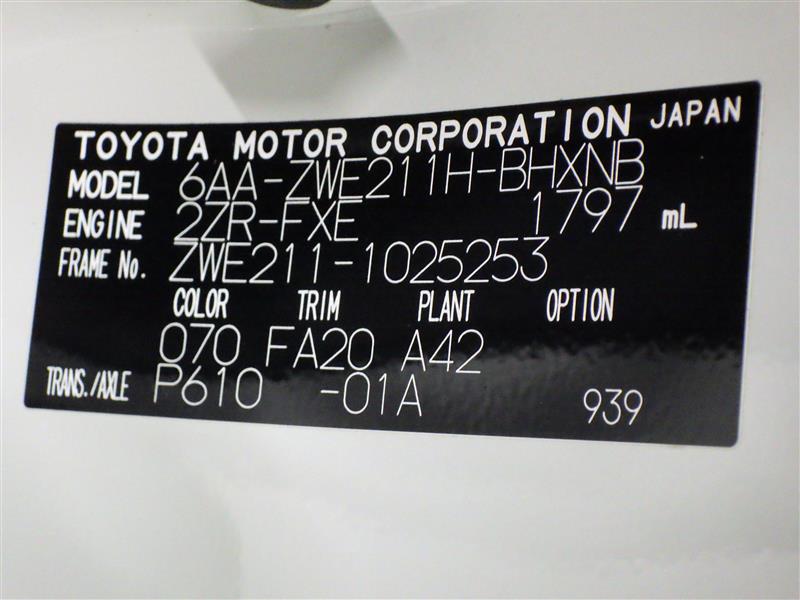 TOYOTA MOTOR CORPORATION JAPAN
MODEL 6AA-ZWE211H-BHXNB
ENGINE 2ZR-FXE 1797 mL
FRAME No. ZWE211-1025253
COLOR TRIM PLANT OPTION
070 FA20 A42
TRANS./AXLE P610 -01A 939